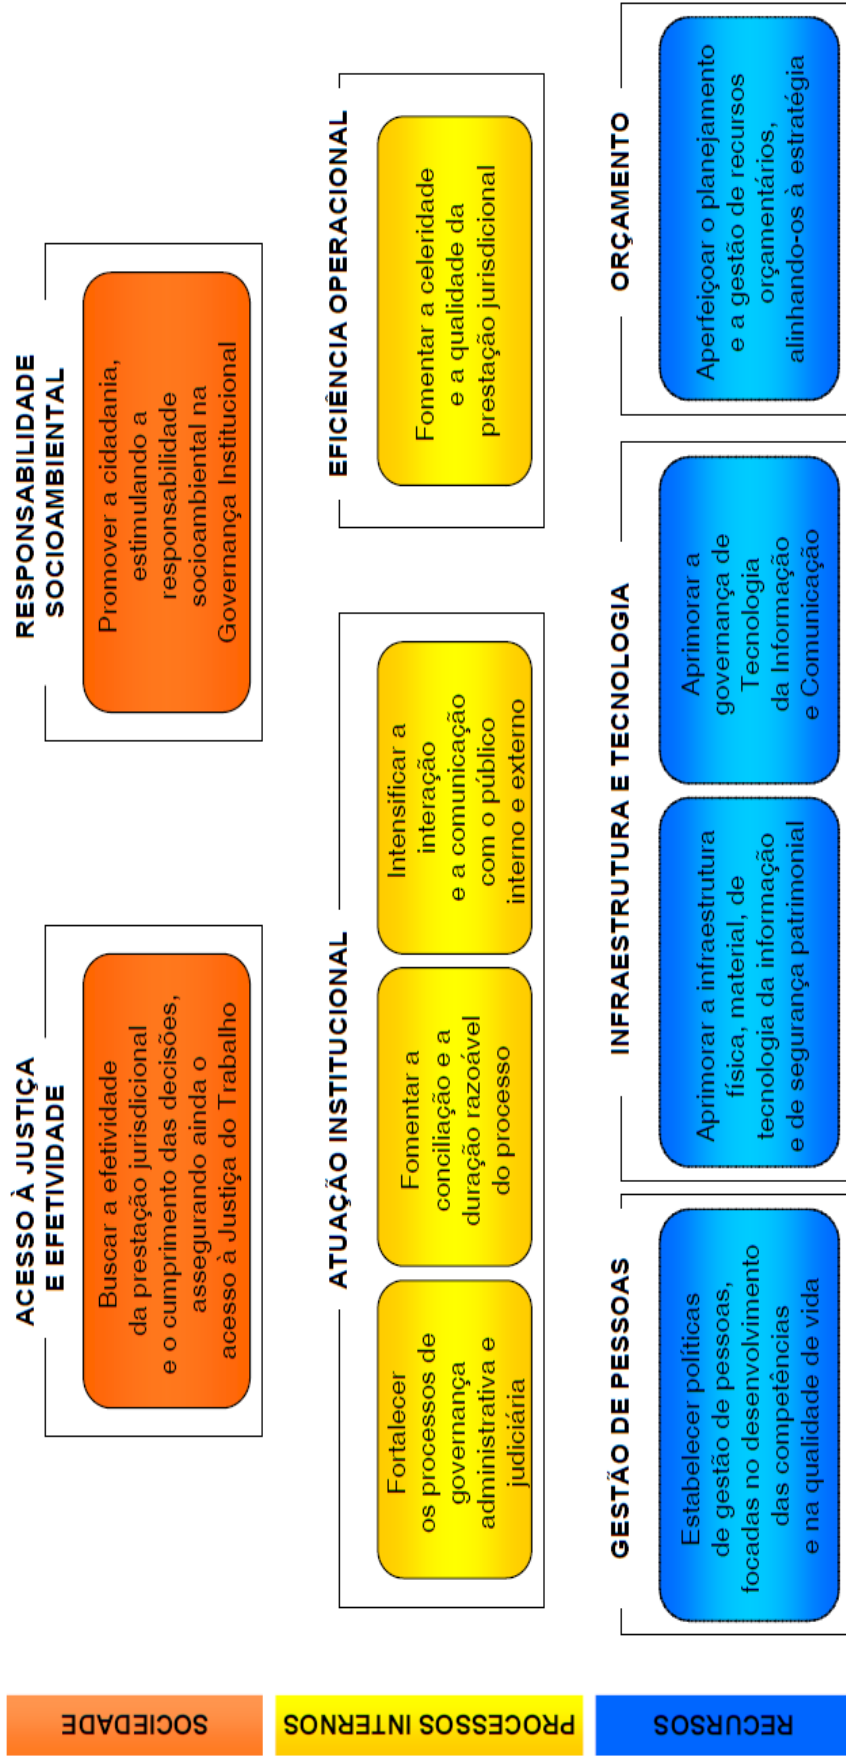 SOCIEDADE
ACESSO À JUSTIÇA
E EFETIVIDADE
Buscar a efetividade
da prestação jurisdicional
e o cumprimento das decisões,
assegurando ainda o
acesso à Justiça do Trabalho
RESPONSABILIDADE
SOCIOAMBIENTAL
Promover a cidadania,
estimulando a
responsabilidade
socioambiental na
Governança Institucional
PROCESSOS INTERNOS
ATUAÇÃO INSTITUCIONAL
Fortalecer
os processos de
governança
administrativa e
judiciária
Fomentar a
conciliação e a
duração razoável
do processo
Intensificar a
interação
e a comunicação
com o público
interno e externo
EFICIÊNCIA OPERACIONAL
Fomentar a celeridade
e a qualidade da
prestação jurisdicional
RECURSOS
GESTÃO DE PESSOAS
Estabelecer políticas
de gestão de pessoas,
focadas no desenvolvimento
das competências
e na qualidade de vida
INFRAESTRUTURA E TECNOLOGIA
Aprimorar a infraestrutura
física, material, de
tecnologia da informação
e de segurança patrimonial
Aprimorar a
governança de
Tecnologia
da Informação
e Comunicação
ORÇAMENTO
Aperfeiçoar o planejamento
e a gestão de recursos
orçamentários,
alinhando-os à estratégia